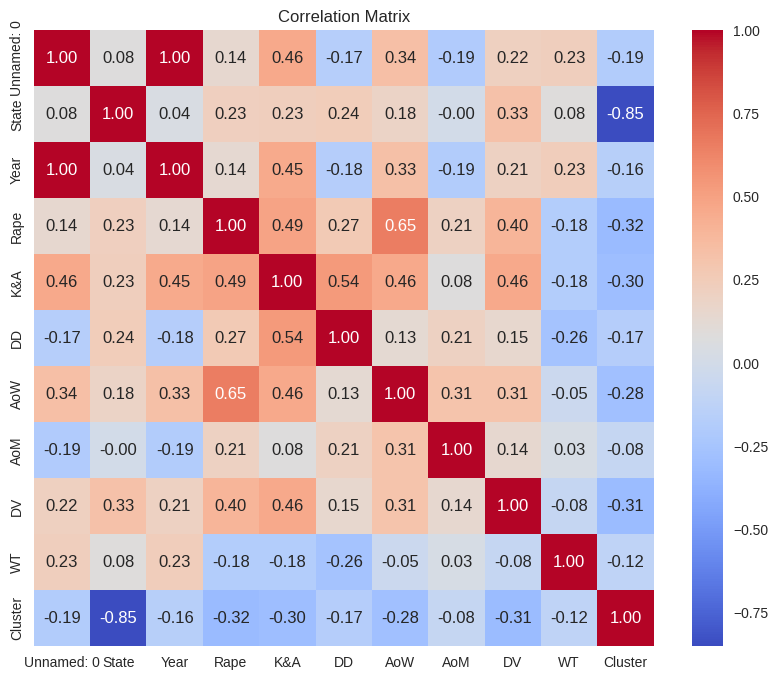 Correlation Matrix
Unnamed: 0 1.00 0.08 1.00 0.14 0.46 -0.17 0.34 -0.19 0.22 0.23 -0.19
State 0.08 1.00 0.04 0.23 0.23 0.24 0.18 -0.00 0.33 0.08 -0.85
Year 1.00 0.04 1.00 0.14 0.45 -0.18 0.33 -0.19 0.21 0.23 -0.16
Rape 0.14 0.23 0.14 1.00 0.49 0.27 0.65 0.21 0.40 -0.18 -0.32
K&A 0.46 0.23 0.45 0.49 1.00 0.54 0.46 0.08 0.46 -0.18 -0.30
DD -0.17 0.24 -0.18 0.27 0.54 1.00 0.13 0.21 0.15 -0.26 -0.17
AoW 0.34 0.18 0.33 0.65 0.46 0.13 1.00 0.31 0.31 -0.05 -0.28
AoM -0.19 -0.00 -0.19 0.21 0.08 0.21 0.31 1.00 0.14 0.03 -0.08
DV 0.22 0.33 0.21 0.40 0.46 0.15 0.31 0.14 1.00 -0.08 -0.31
WT 0.23 0.08 0.23 -0.18 -0.18 -0.26 -0.05 0.03 -0.08 1.00 -0.12
Cluster -0.19 -0.85 -0.16 -0.32 -0.30 -0.17 -0.28 -0.08 -0.31 -0.12 1.00
Unnamed: 0 State Year Rape K&A DD AoW AoM DV WT Cluster
1.00
0.75
0.50
0.25
0.00
−0.25
−0.50
−0.75